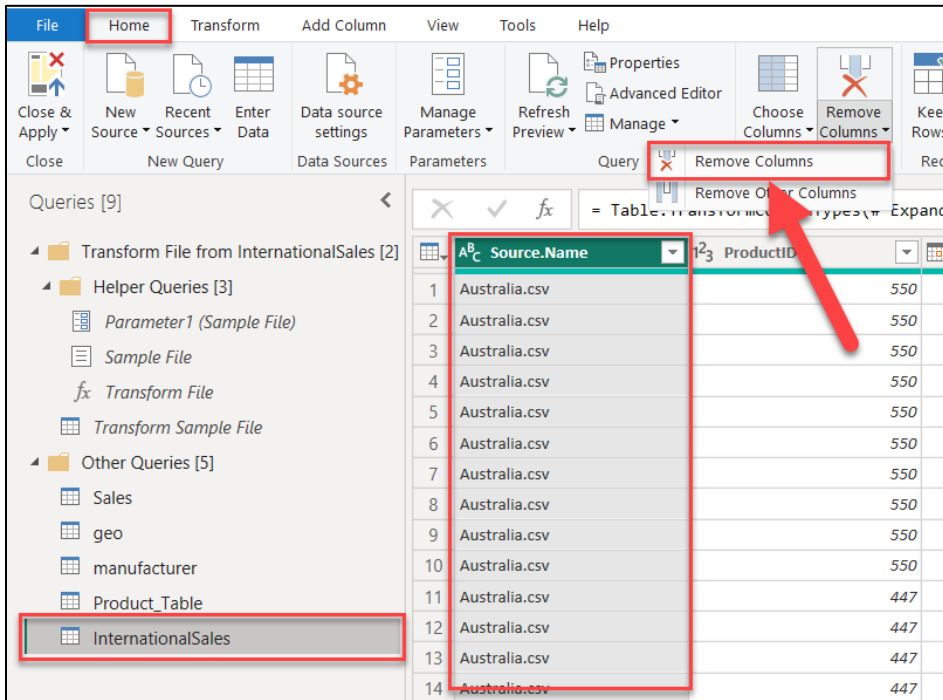 File Home Transform Add Column View Tools Help
Close & Apply
New Source
Recent Sources
Enter Data
Data source settings
Manage Parameters
Refresh Preview
Properties
Advanced Editor
Manage
Choose Columns
Remove Columns
Close New Query Data Sources Parameters Query
Remove Columns
Remove Other Columns
Queries [9]
fx
Transform File from InternationalSales [2]
Helper Queries [3]
Parameter1 (Sample File)
Sample File
fx Transform File
Transform Sample File
Other Queries [5]
Sales
geo
manufacturer
Product_Table
InternationalSales
ABC Source.Name 123 ProductID
1 Australia.csv 550
2 Australia.csv 550
3 Australia.csv 550
4 Australia.csv 550
5 Australia.csv 550
6 Australia.csv 550
7 Australia.csv 550
8 Australia.csv 550
9 Australia.csv 550
10 Australia.csv 550
11 Australia.csv 447
12 Australia.csv 447
13 Australia.csv 447
14 Australia.csv 447